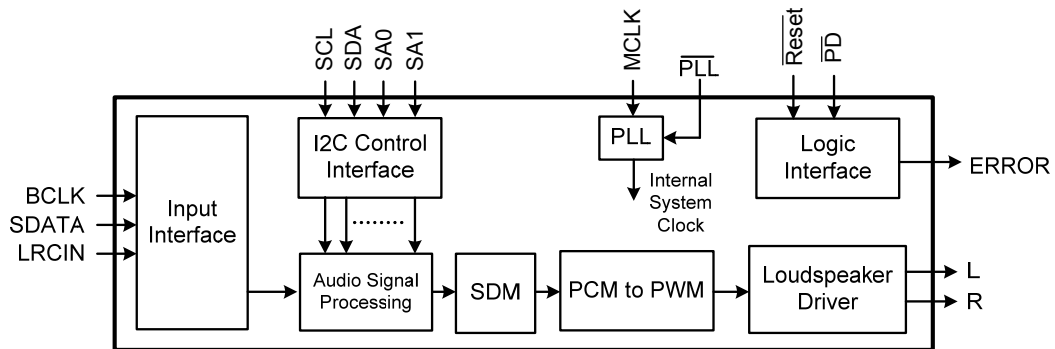 SCL
SDA
SA0
SA1
MCLK
PLL
Reset
PD
I2C Control
Interface
PLL
Logic
Interface
ERROR
BCLK
SDATA
LRCIN
Input
Interface
Internal
System
Clock
........
Audio Signal
Processing
SDM
PCM to PWM
Loudspeaker
Driver
L
R